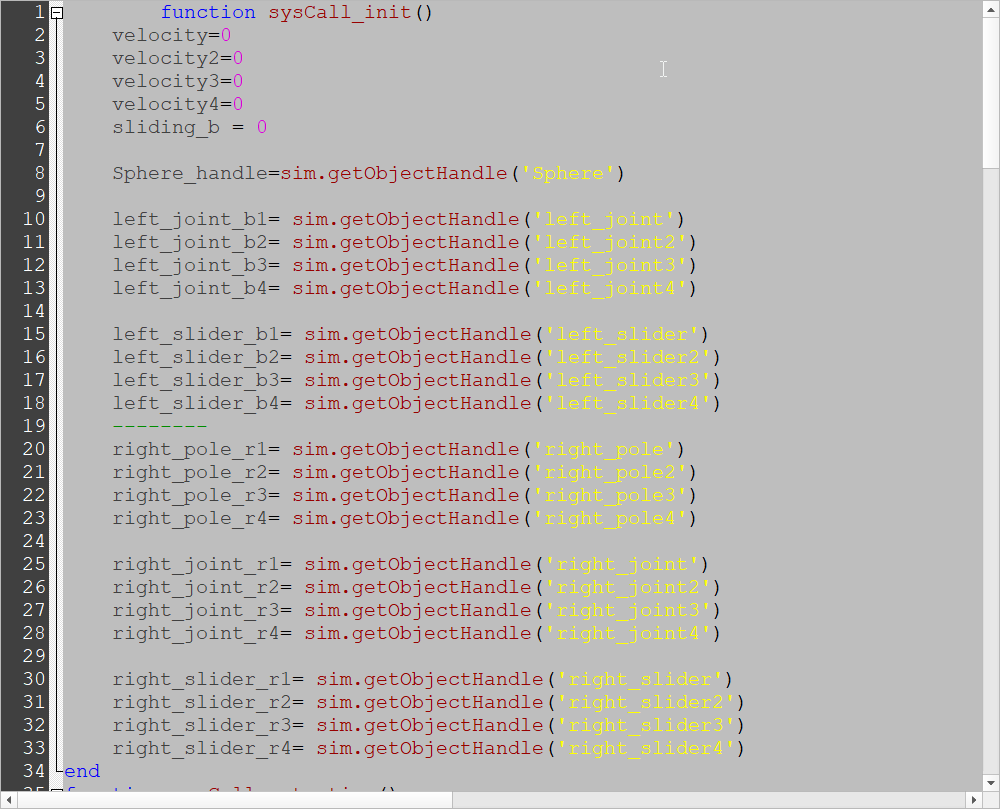 1 function sysCall_init()
2 velocity=0
3 velocity2=0
4 velocity3=0
5 velocity4=0
6 sliding_b = 0
7
8 Sphere_handle=sim.getObjectHandle('Sphere')
9
10 left_joint_b1= sim.getObjectHandle('left_joint')
11 left_joint_b2= sim.getObjectHandle('left_joint2')
12 left_joint_b3= sim.getObjectHandle('left_joint3')
13 left_joint_b4= sim.getObjectHandle('left_joint4')
14
15 left_slider_b1= sim.getObjectHandle('left_slider')
16 left_slider_b2= sim.getObjectHandle('left_slider2')
17 left_slider_b3= sim.getObjectHandle('left_slider3')
18 left_slider_b4= sim.getObjectHandle('left_slider4')
19 --------
20 right_pole_r1= sim.getObjectHandle('right_pole')
21 right_pole_r2= sim.getObjectHandle('right_pole2')
22 right_pole_r3= sim.getObjectHandle('right_pole3')
23 right_pole_r4= sim.getObjectHandle('right_pole4')
24
25 right_joint_r1= sim.getObjectHandle('right_joint')
26 right_joint_r2= sim.getObjectHandle('right_joint2')
27 right_joint_r3= sim.getObjectHandle('right_joint3')
28 right_joint_r4= sim.getObjectHandle('right_joint4')
29
30 right_slider_r1= sim.getObjectHandle('right_slider')
31 right_slider_r2= sim.getObjectHandle('right_slider2')
32 right_slider_r3= sim.getObjectHandle('right_slider3')
33 right_slider_r4= sim.getObjectHandle('right_slider4')
34 end
35 function